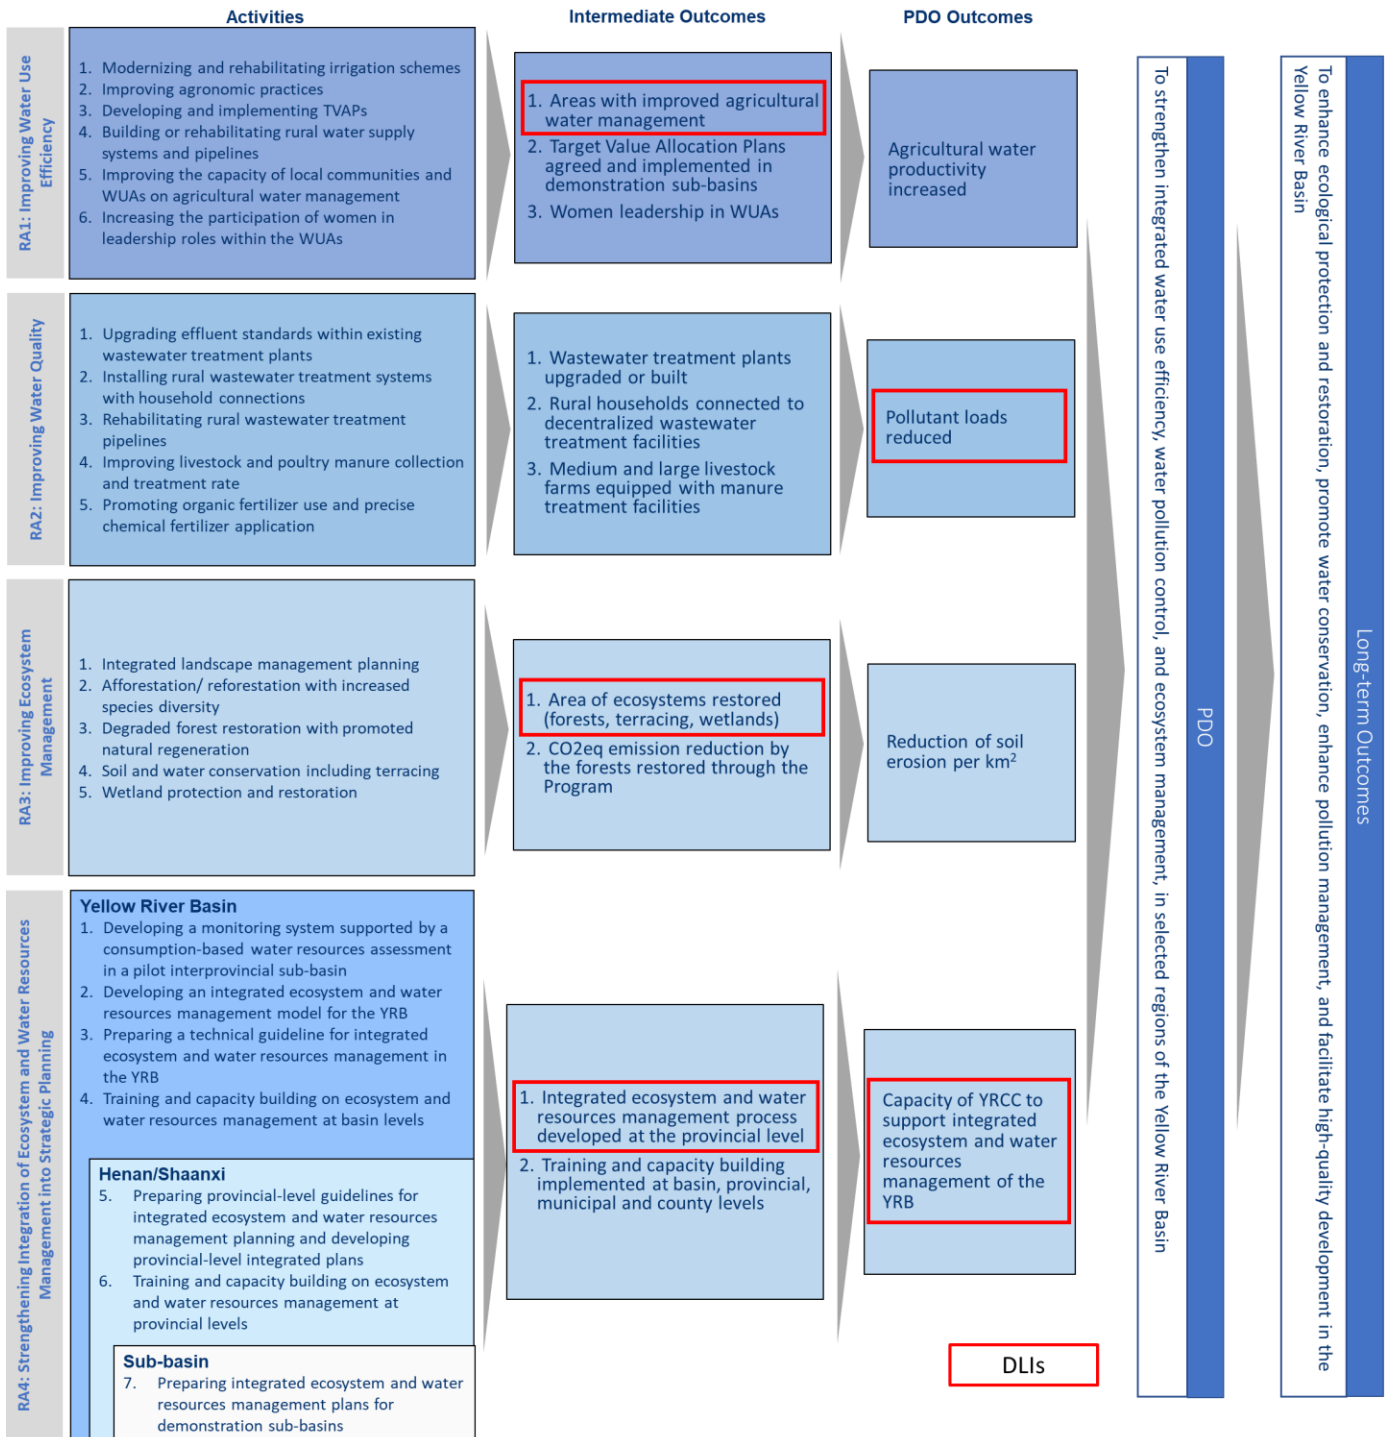 Activities
Intermediate Outcomes
PDO Outcomes
RA1: Improving Water Use
Efficiency
1. Modernizing and rehabilitating irrigation schemes
2. Improving agronomic practices
3. Developing and implementing TVAPs
4. Building or rehabilitating rural water supply
systems and pipelines
5. Improving the capacity of local communities and
WUAs on agricultural water management
6. Increasing the participation of women in
leadership roles within the WUAs
1. Areas with improved agricultural
water management
2. Target Value Allocation Plans
agreed and implemented in
demonstration sub-basins
3. Women leadership in WUAs
Agricultural water
productivity
increased
RA2: Improving Water Quality
1. Upgrading effluent standards within existing
wastewater treatment plants
2. Installing rural wastewater treatment systems
with household connections
3. Rehabilitating rural wastewater treatment
pipelines
4. Improving livestock and poultry manure collection
and treatment rate
5. Promoting organic fertilizer use and precise
chemical fertilizer application
1. Wastewater treatment plants
upgraded or built
2. Rural households connected to
decentralized wastewater
treatment facilities
3. Medium and large livestock
farms equipped with manure
treatment facilities
Pollutant loads
reduced
RA3: Improving Ecosystem
Management
1. Integrated landscape management planning
2. Afforestation/ reforestation with increased
species diversity
3. Degraded forest restoration with promoted
natural regeneration
4. Soil and water conservation including terracing
5. Wetland protection and restoration
1. Area of ecosystems restored
(forests, terracing, wetlands)
2. CO2eq emission reduction by
the forests restored through the
Program
Reduction of soil
erosion per km²
RA4: Strengthening Integration of Ecosystem and Water Resources
Management into Strategic Planning
Yellow River Basin
1. Developing a monitoring system supported by a
consumption-based water resources assessment
in a pilot interprovincial sub-basin
2. Developing an integrated ecosystem and water
resources management model for the YRB
3. Preparing a technical guideline for integrated
ecosystem and water resources management in
the YRB
4. Training and capacity building on ecosystem and
water resources management at basin levels
Henan/Shaanxi
5. Preparing provincial-level guidelines for
integrated ecosystem and water resources
management planning and developing
provincial-level integrated plans
6. Training and capacity building on ecosystem
and water resources management at
provincial levels
Sub-basin
7. Preparing integrated ecosystem and water
resources management plans for
demonstration sub-basins
1. Integrated ecosystem and water
resources management process
developed at the provincial level
2. Training and capacity building
implemented at basin, provincial,
municipal and county levels
Capacity of YRCC to
support integrated
ecosystem and water
resources
management of the
YRB
DLIs
To strengthen integrated water use efficiency, water pollution control, and ecosystem management, in selected regions of the Yellow River Basin
PDO
To enhance ecological protection and restoration, promote water conservation, enhance pollution management, and facilitate high-quality development in the
Yellow River Basin
Long-term Outcomes